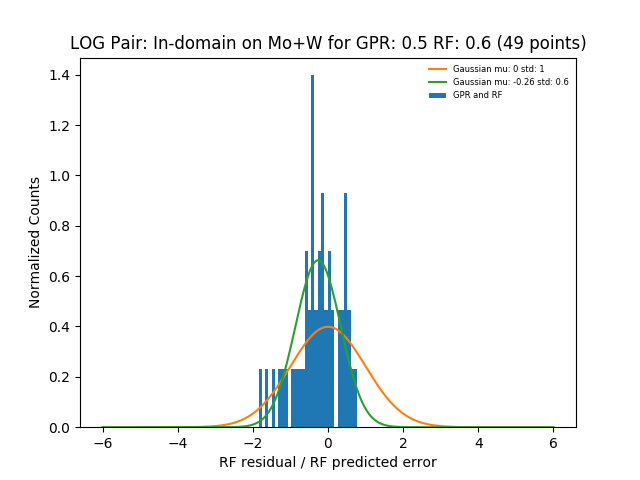 LOG Pair: In-domain on Mo+W for GPR: 0.5 RF: 0.6 (49 points)
Gaussian mu: 0 std: 1
Gaussian mu: -0.26 std: 0.6
GPR and RF
Normalized Counts
1.4
1.2
1.0
0.8
0.6
0.4
0.2
0.0
−6 −4 −2 0 2 4 6
RF residual / RF predicted error